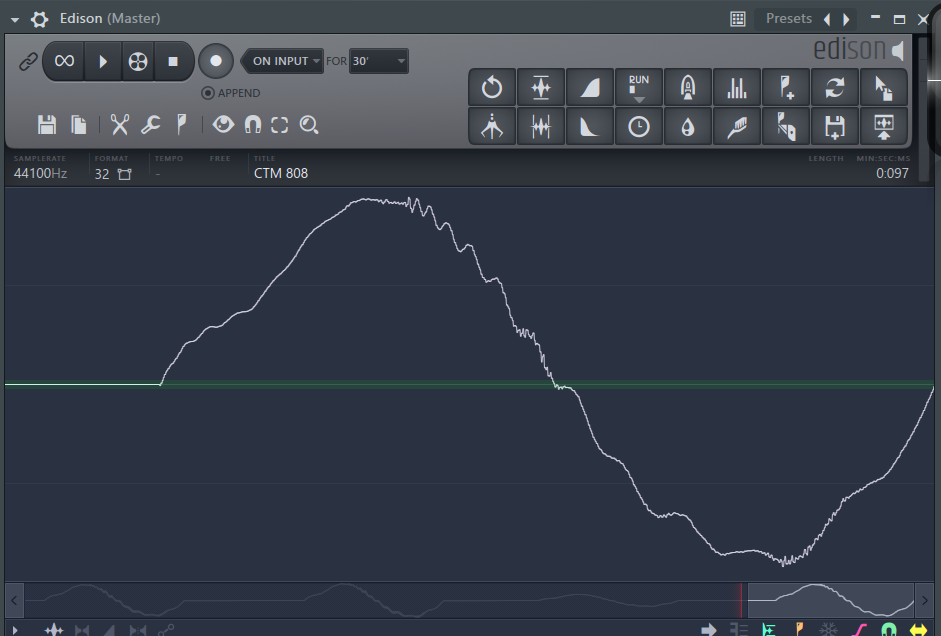 Edison (Master)
Presets
edison
ON INPUT
FOR
30'
APPEND
RUN
SAMPLERATE
FORMAT
TEMPO
FREE
TITLE
LENGTH
MIN:SEC:MS
44100Hz
32
-
CTM 808
0:097